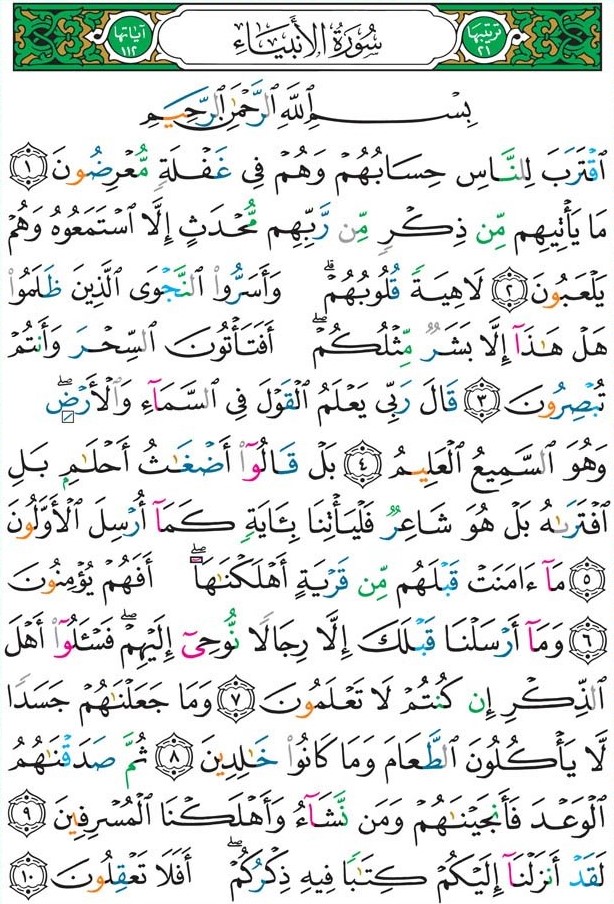 ترتيبها ٢١ سُورَةُ الأَنبِيَاءِ آياتها ١١٢
بِسْمِ ٱللَّهِ ٱلرَّحْمَٰنِ ٱلرَّحِيمِ
ٱقْتَرَبَ لِلنَّاسِ حِسَابُهُمْ وَهُمْ فِى غَفْلَةٍ مُّعْرِضُونَ ١
مَا يَأْتِيهِم مِّن ذِكْرٍ مِّن رَّبِّهِم مُّحْدَثٍ إِلَّا ٱسْتَمَعُوهُ وَهُمْ
يَلْعَبُونَ ٢ لَاهِيَةً قُلُوبُهُمْ ۗ وَأَسَرُّوا۟ ٱلنَّجْوَى ٱلَّذِينَ ظَلَمُوا۟
هَلْ هَٰذَآ إِلَّا بَشَرٌ مِّثْلُكُمْ ۖ أَفَتَأْتُونَ ٱلسِّحْرَ وَأَنتُمْ
تُبْصِرُونَ ٣ قَالَ رَبِّى يَعْلَمُ ٱلْقَوْلَ فِى ٱلسَّمَآءِ وَٱلْأَرْضِ ۖ
وَهُوَ ٱلسَّمِيعُ ٱلْعَلِيمُ ٤ بَلْ قَالُوٓا۟ أَضْغَٰثُ أَحْلَٰمٍ بَلِ
ٱفْتَرَىٰهُ بَلْ هُوَ شَاعِرٌ فَلْيَأْتِنَا بِـَٔايَةٍ كَمَآ أُرْسِلَ ٱلْأَوَّلُونَ
٥ مَآ ءَامَنَتْ قَبْلَهُم مِّن قَرْيَةٍ أَهْلَكْنَٰهَآ ۖ أَفَهُمْ يُؤْمِنُونَ
٦ وَمَآ أَرْسَلْنَا قَبْلَكَ إِلَّا رِجَالًا نُّوحِىٓ إِلَيْهِمْ ۖ فَسْـَٔلُوٓا۟ أَهْلَ
ٱلذِّكْرِ إِن كُنتُمْ لَا تَعْلَمُونَ ٧ وَمَا جَعَلْنَٰهُمْ جَسَدًا
لَّا يَأْكُلُونَ ٱلطَّعَامَ وَمَا كَانُوا۟ خَٰلِدِينَ ٨ ثُمَّ صَدَقْنَٰهُمُ
ٱلْوَعْدَ فَأَنجَيْنَٰهُمْ وَمَن نَّشَآءُ وَأَهْلَكْنَا ٱلْمُسْرِفِينَ ٩
لَقَدْ أَنزَلْنَآ إِلَيْكُمْ كِتَٰبًا فِيهِ ذِكْرُكُمْ ۖ أَفَلَا تَعْقِلُونَ ١٠